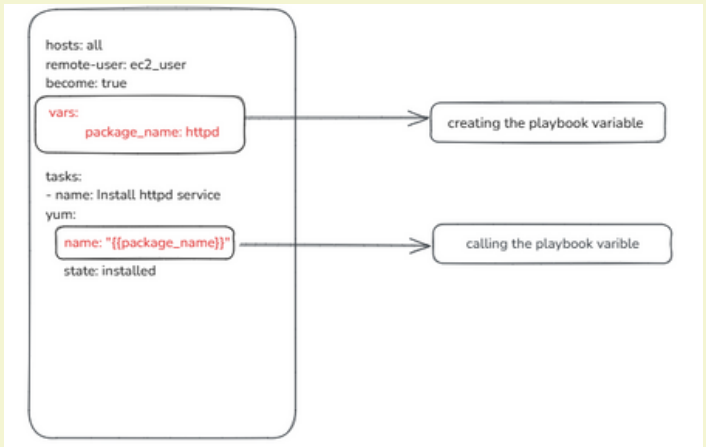 hosts: all
remote-user: ec2_user
become: true
vars:
package_name: httpd
creating the playbook variable
tasks:
- name: Install httpd service
yum:
name: "{{package_name}}"
calling the playbook varible
state: installed